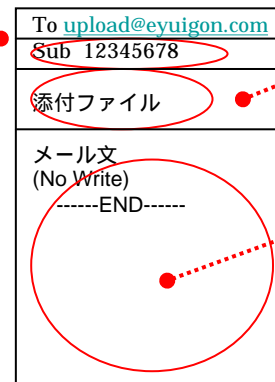 To upload@eyuigon.com
Sub 12345678
添付ファイル
メール文
(No Write)
------END------